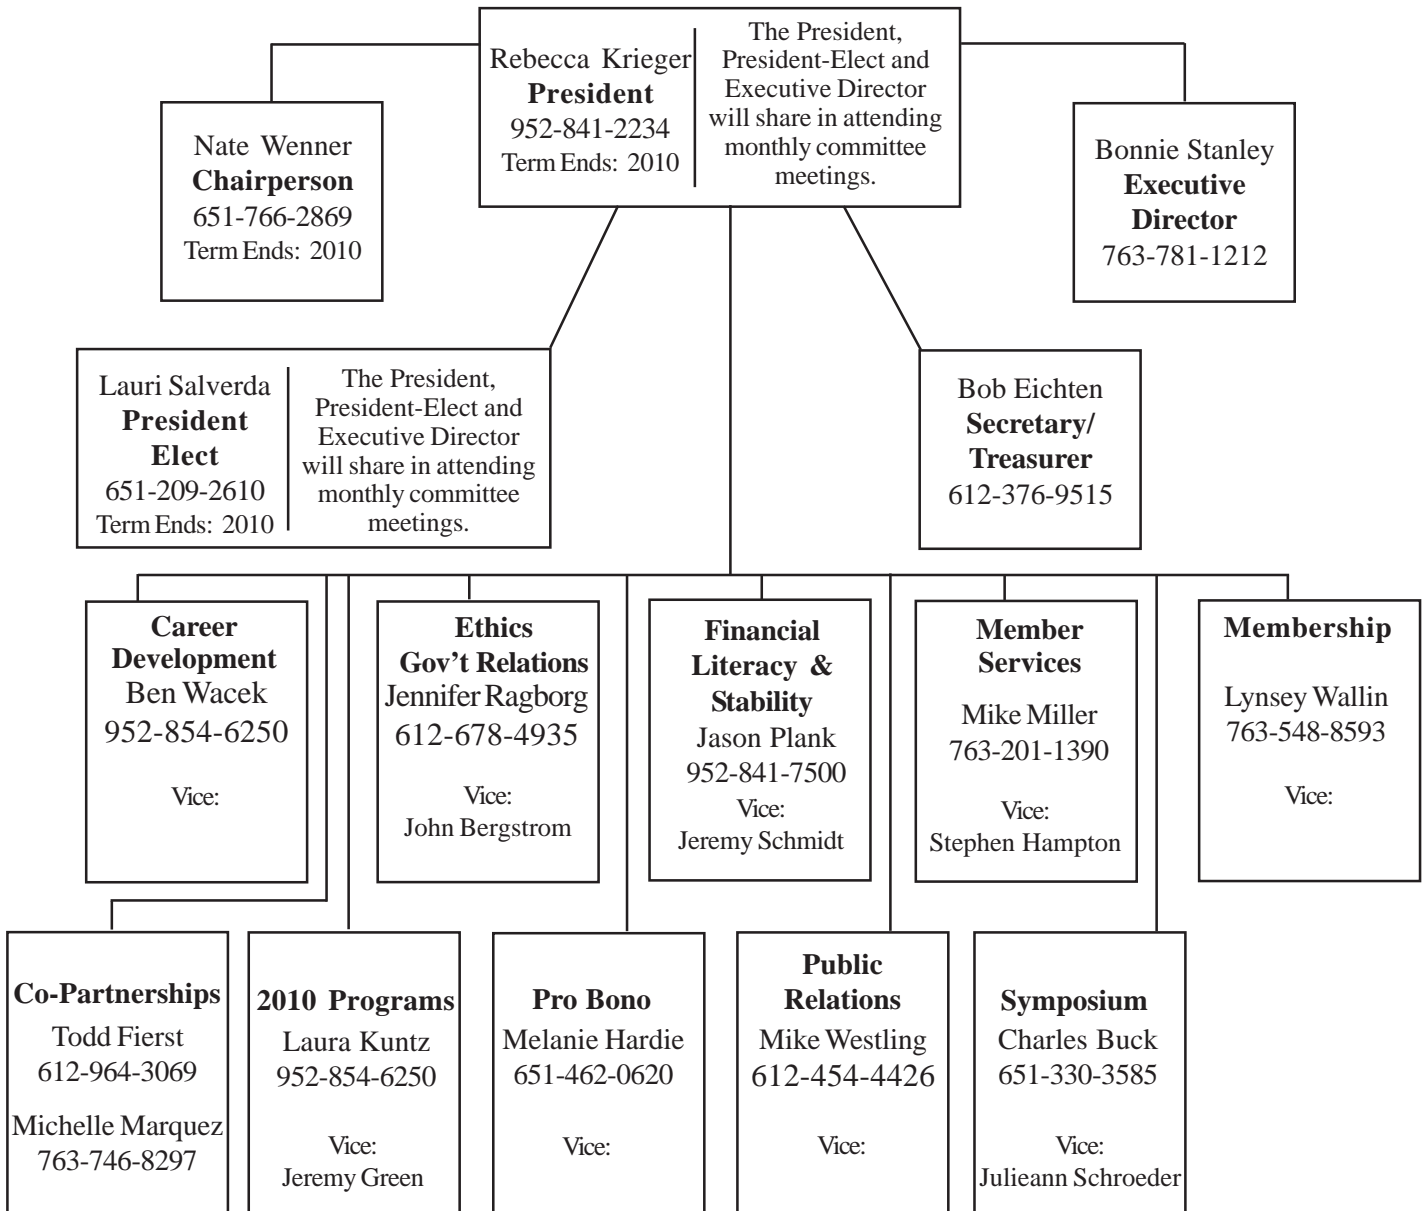 Rebecca Krieger
President
952-841-2234
Term Ends: 2010
The President,
President-Elect and
Executive Director
will share in attending
monthly committee
meetings.
Nate Wenner
Chairperson
651-766-2869
Term Ends: 2010
Bonnie Stanley
Executive
Director
763-781-1212
Lauri Salverda
President
Elect
651-209-2610
Term Ends: 2010
The President,
President-Elect and
Executive Director
will share in attending
monthly committee
meetings.
Bob Eichten
Secretary/
Treasurer
612-376-9515
Career
Development
Ben Wacek
952-854-6250
Vice:
Ethics
Gov't Relations
Jennifer Ragborg
612-678-4935
Vice:
John Bergstrom
Financial
Literacy &
Stability
Jason Plank
952-841-7500
Vice:
Jeremy Schmidt
Member
Services
Mike Miller
763-201-1390
Vice:
Stephen Hampton
Membership
Lynsey Wallin
763-548-8593
Vice:
Co-Partnerships
Todd Fierst
612-964-3069
Michelle Marquez
763-746-8297
2010 Programs
Laura Kuntz
952-854-6250
Vice:
Jeremy Green
Pro Bono
Melanie Hardie
651-462-0620
Vice:
Public
Relations
Mike Westling
612-454-4426
Vice:
Symposium
Charles Buck
651-330-3585
Vice:
Julieann Schroeder